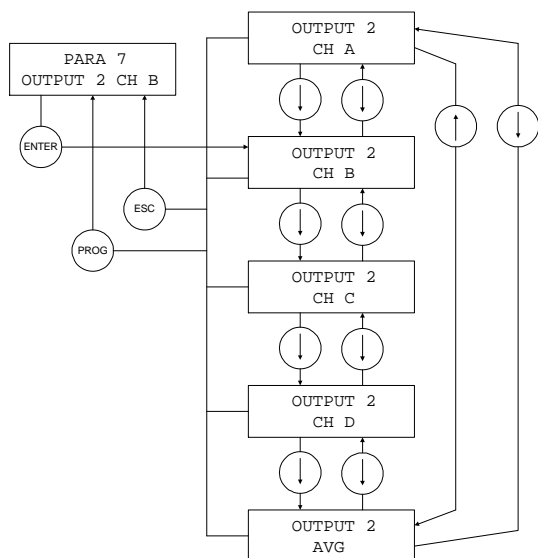 PARA 7
OUTPUT 2 CH B
ENTER
ESC
PROG
OUTPUT 2
CH A
OUTPUT 2
CH B
OUTPUT 2
CH C
OUTPUT 2
CH D
OUTPUT 2
AVG